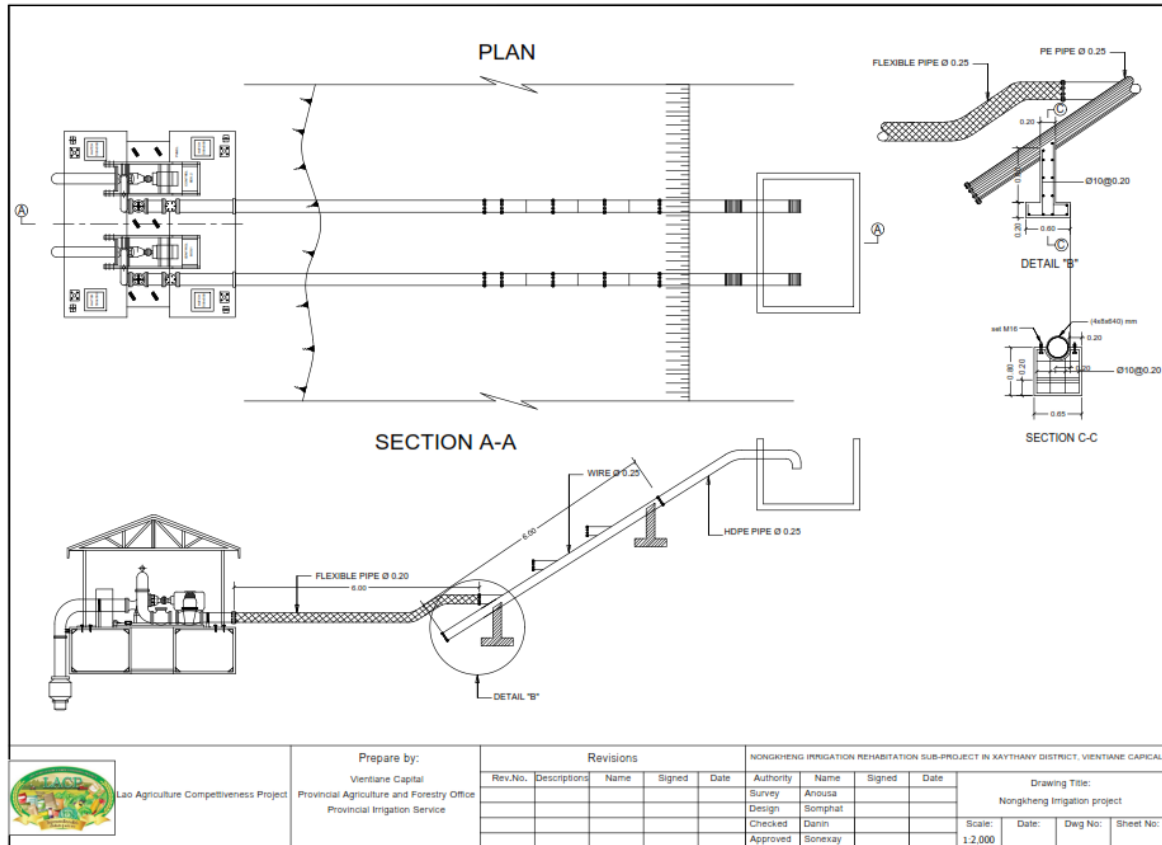 PLAN
Ⓐ
Ⓐ
FLEXIBLE PIPE Ø 0.25
PE PIPE Ø 0.25
Ⓒ
0.20
Ø10@0.20
0.20
0.60
Ⓒ
DETAIL "B"
set M16
(4x8x640) mm
0.20
0.20
0.80
0.20
Ø10@0.20
0.65
SECTION C-C
SECTION A-A
WIRE Ø 0.25
6.00
HDPE PIPE Ø 0.25
FLEXIBLE PIPE Ø 0.20
6.00
DETAIL "B"
LACP
Lao Agriculture Compettiveness Project
Prepare by:
Vientiane Capital
Provincial Agriculture and Forestry Office
Provincial Irrigation Service
Revisions
Rev.No. Descriptions Name Signed Date
NONGKHENG IRRIGATION REHABITATION SUB-PROJECT IN XAYTHANY DISTRICT, VIENTIANE CAPICAL
Authority Name Signed Date
Survey Anousa
Design Somphat
Checked Danin
Approved Sonexay
Drawing Title:
Nongkheng Irrigation project
Scale: Date: Dwg No: Sheet No:
1:2,000